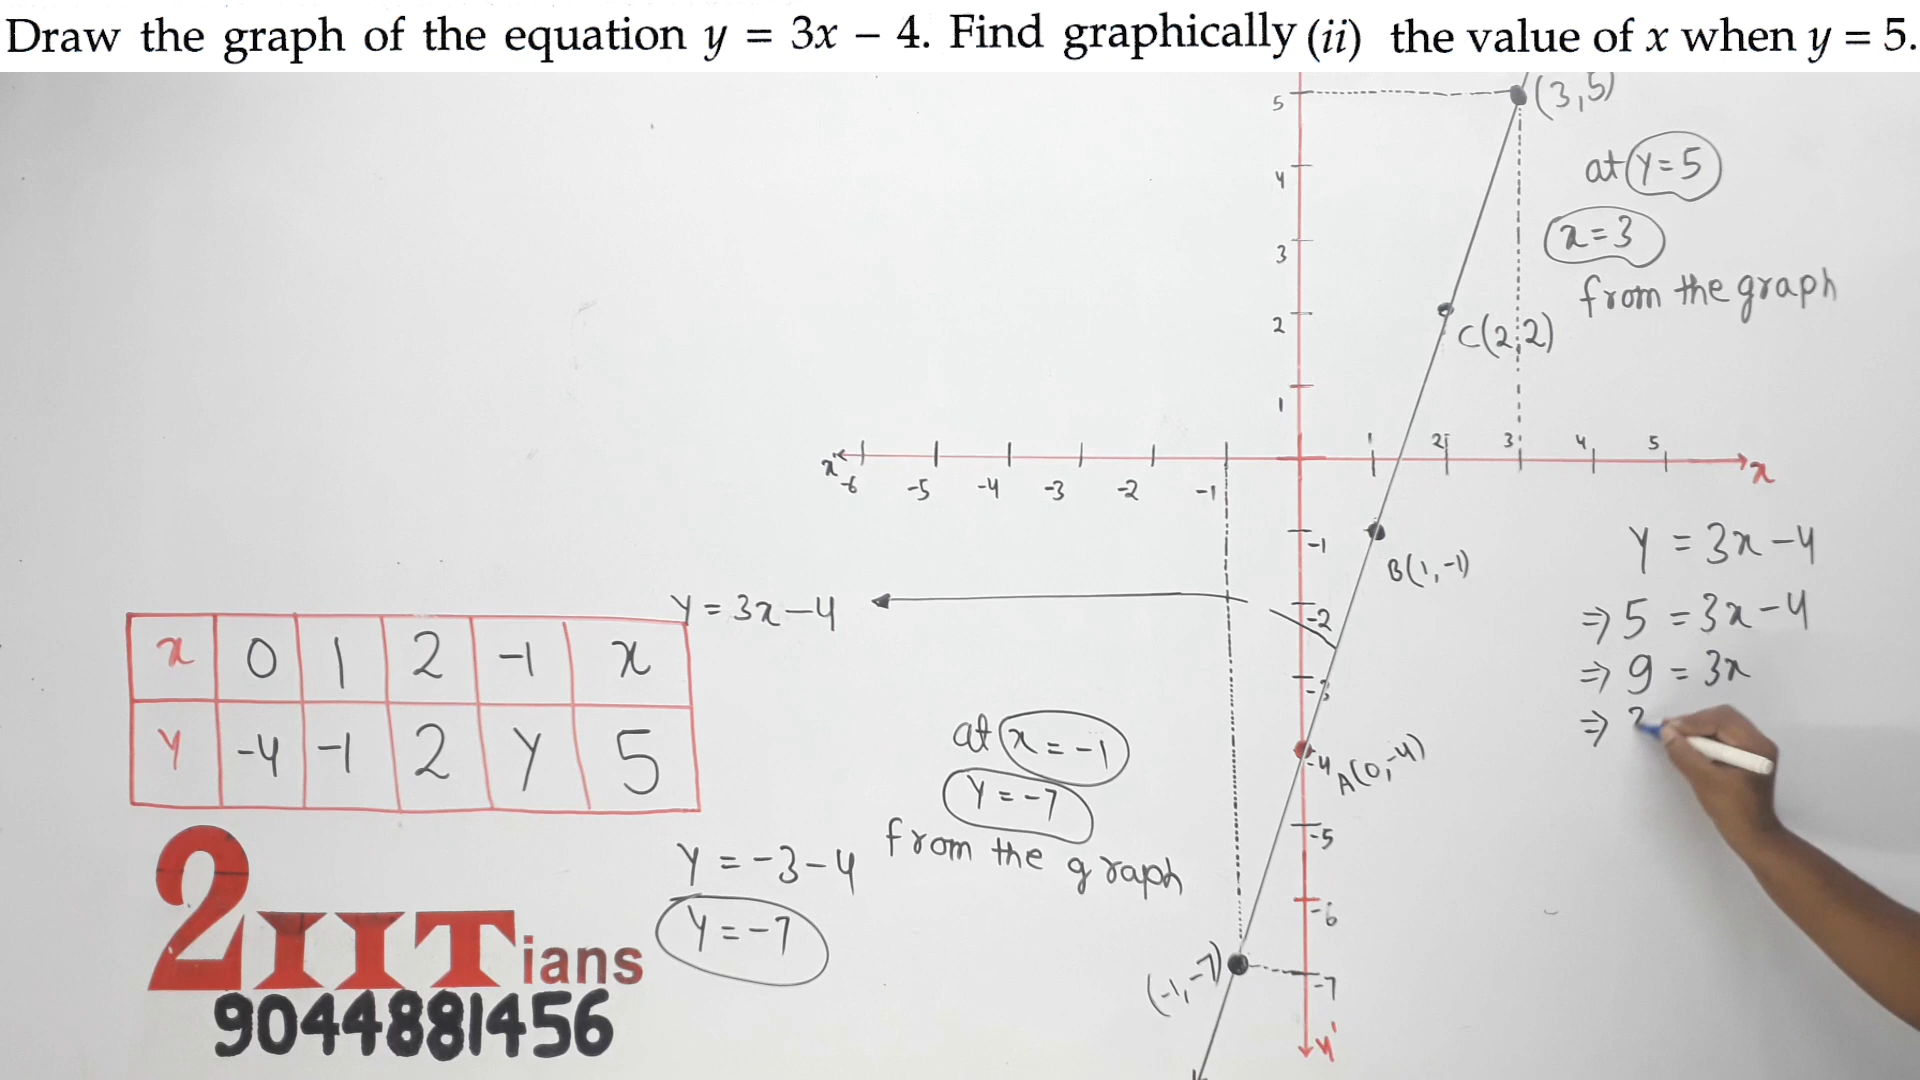 Draw the graph of the equation y = 3x – 4. Find graphically (ii) the value of x when y = 5.
5
(3,5)
at y=5
4
x=3
3
from the graph
2
C(2,2)
1
x' 1 2 3 4 5 x
-6 -5 -4 -3 -2 -1
-1
B(1,-1)
y = 3x-4
⇒ 5 = 3x-4
⇒ 9 = 3x
⇒ 3
y = 3x-4
-2
-3
x 0 1 2 -1 x
y -4 -1 2 y 5
at x = -1
y = -7
from the graph
-4 A(0,-4)
-5
y = -3-4
y = -7
-6
(-1,-7)
-7
y'
2IITians
9044881456